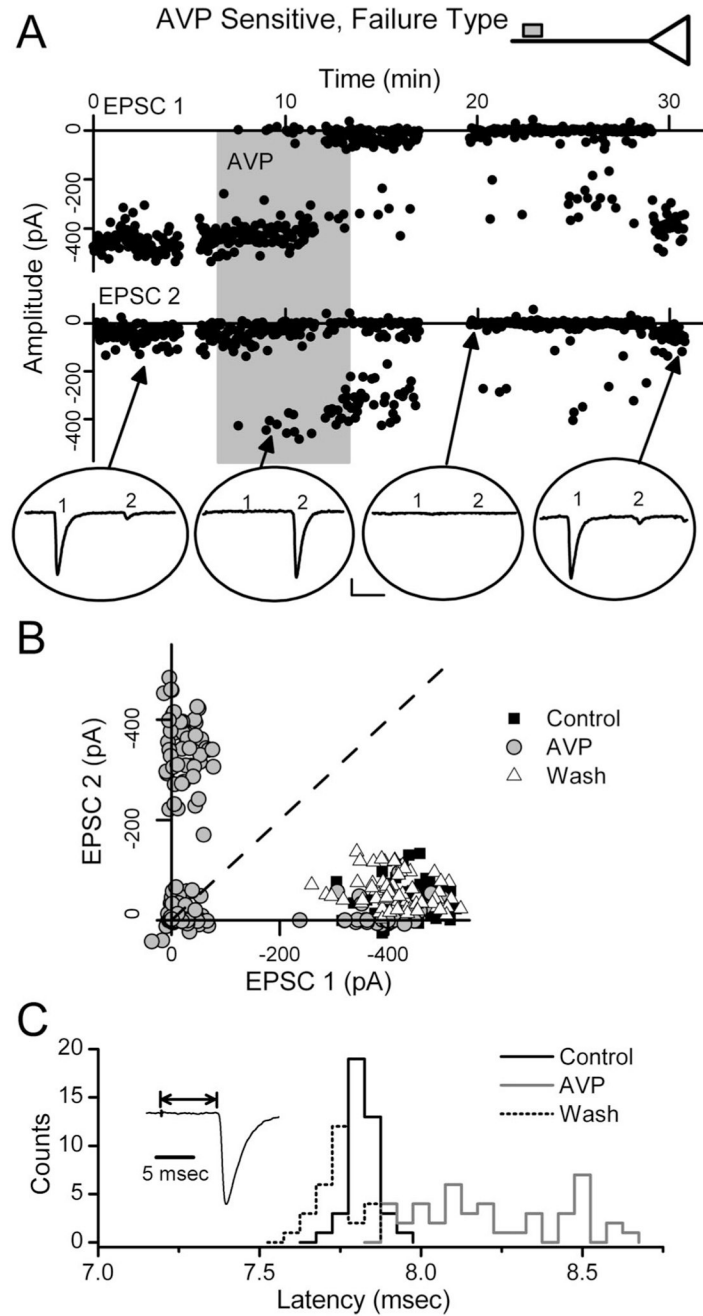 A
AVP Sensitive, Failure Type
Time (min)
0 10 20 30
EPSC 1
0
-200
-400
AVP
Amplitude (pA)
EPSC 2
0
-200
-400
1 2
1 2
1 2
1 2
B
EPSC 2 (pA)
-400
-200
0
0 -200 -400
EPSC 1 (pA)
Control
AVP
Wash
C
Counts
20
15
10
5
0
5 msec
Control
AVP
Wash
7.0 7.5 8.0 8.5
Latency (msec)